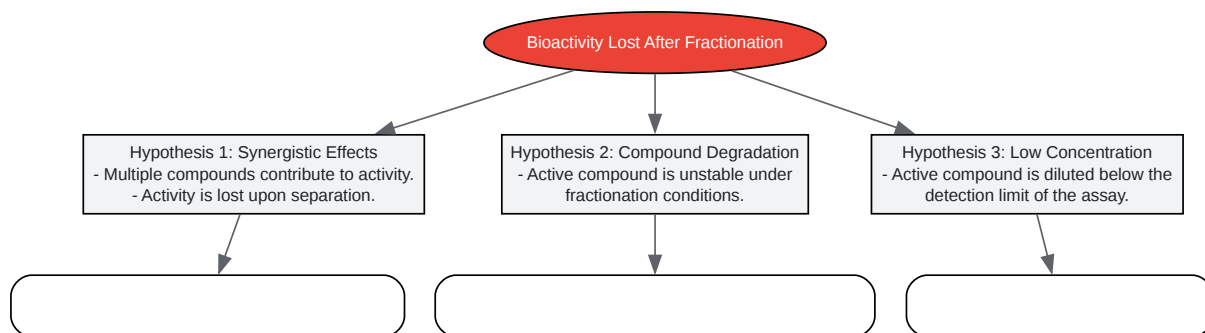 Bioactivity Lost After Fractionation
Hypothesis 1: Synergistic Effects
- Multiple compounds contribute to activity.
- Activity is lost upon separation.
Hypothesis 2: Compound Degradation
- Active compound is unstable under
fractionation conditions.
Hypothesis 3: Low Concentration
- Active compound is diluted below the
detection limit of the assay.